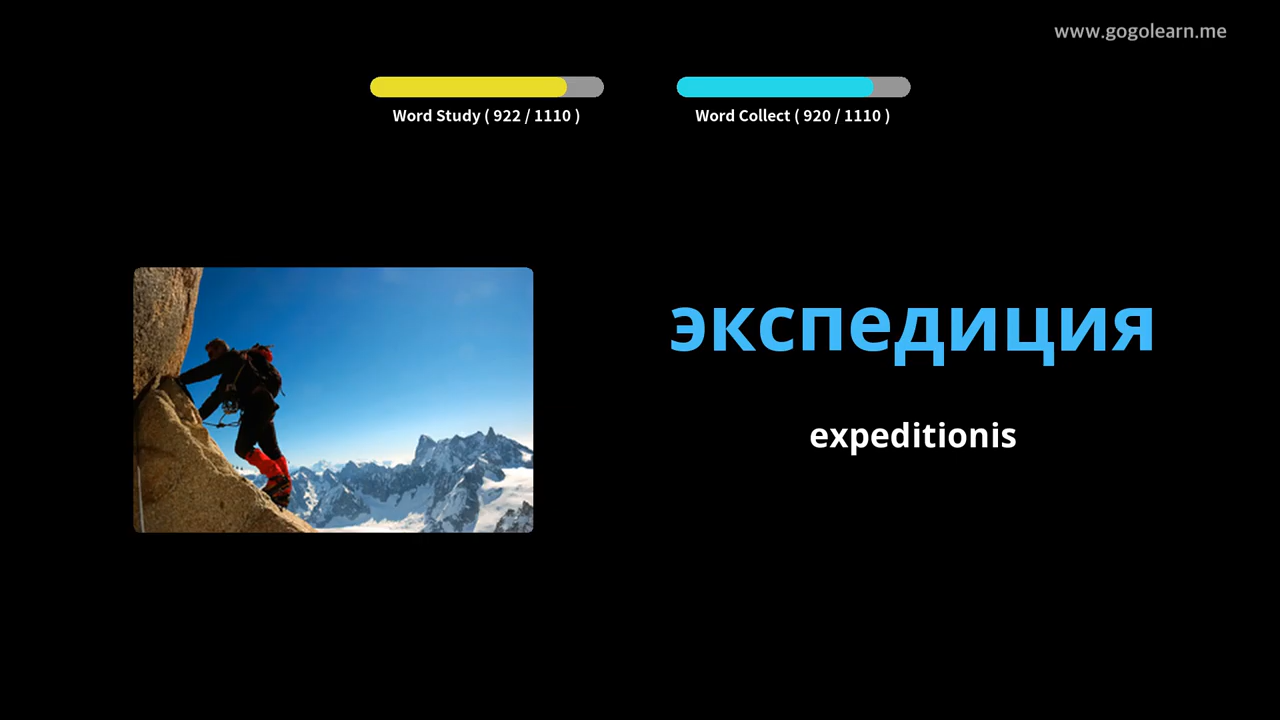 www.gogolearn.me
Word Study ( 922 / 1110 )
Word Collect ( 920 / 1110 )
экспедиция
expeditionis